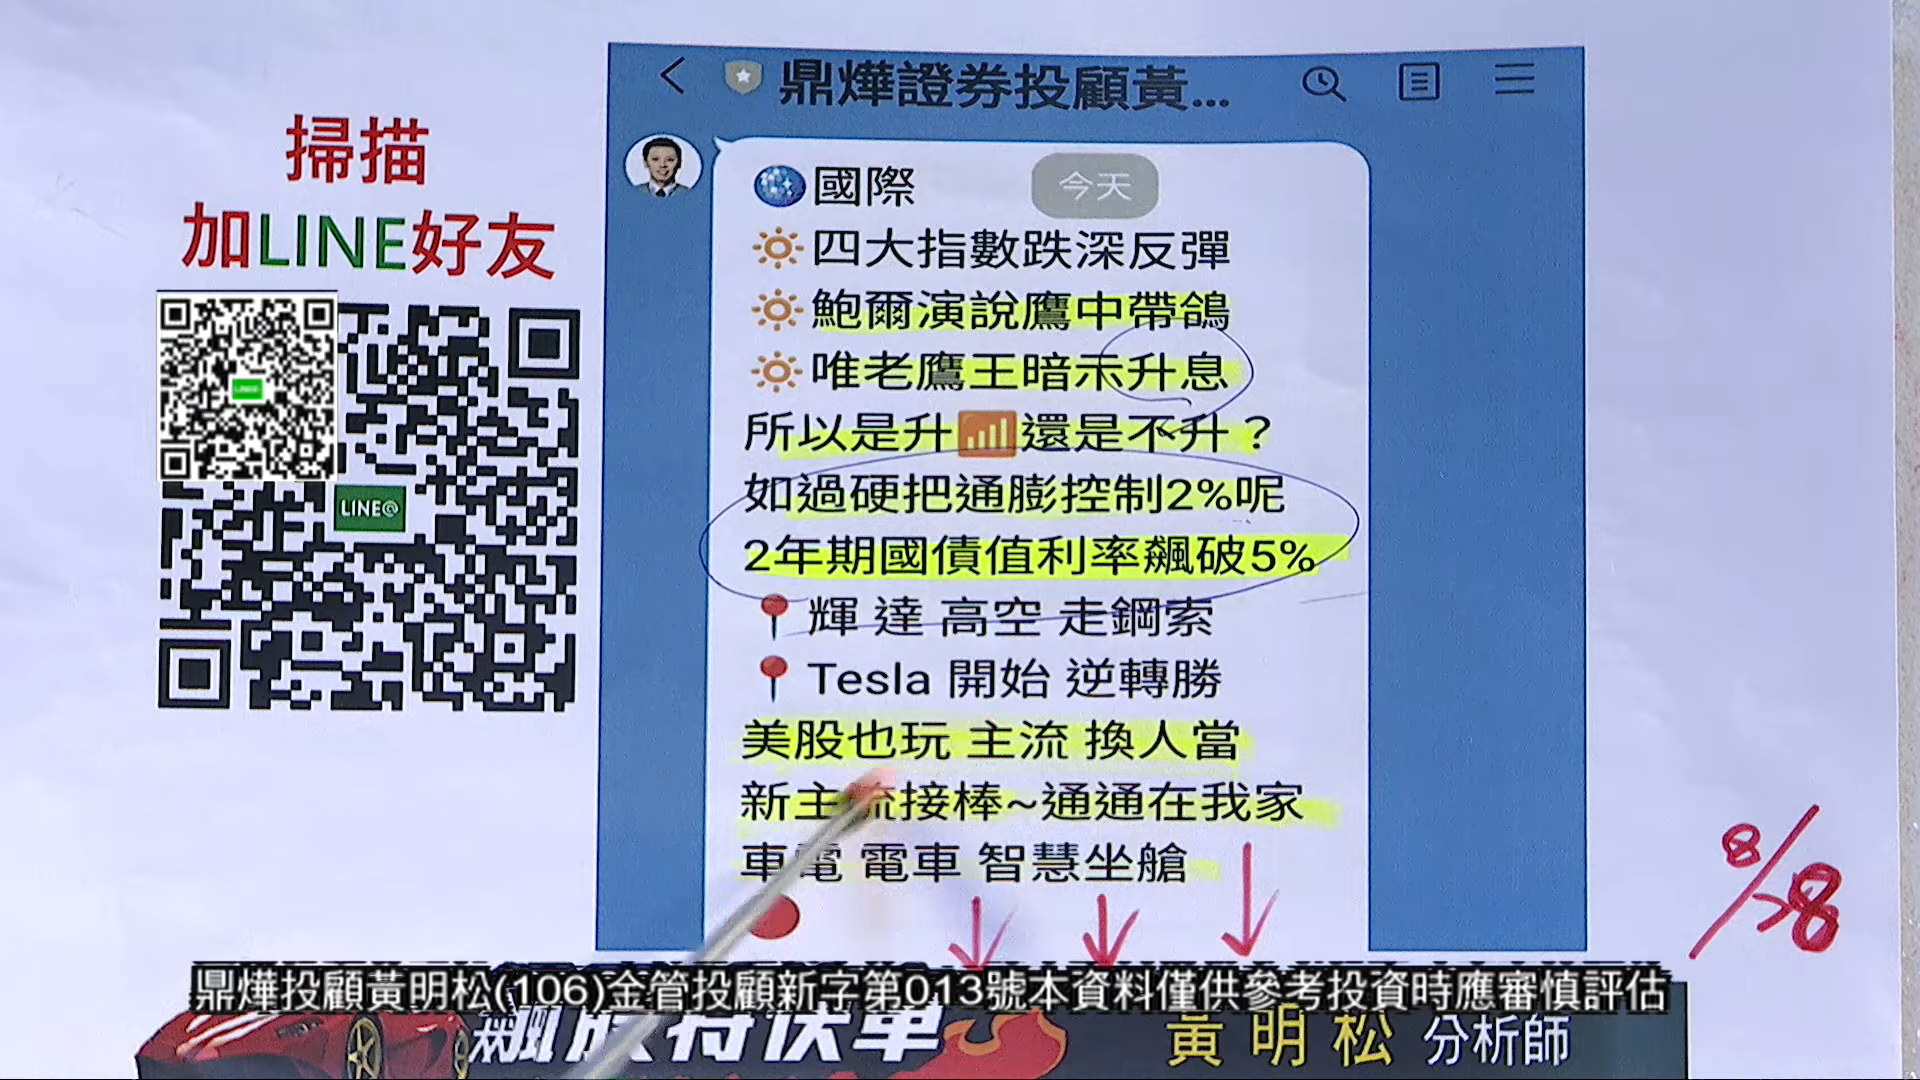 掃描
加LINE好友
LINE@
鼎燁證券投顧黃...
國際
今天
四大指數跌深反彈
鮑爾演說鷹中帶鴿
唯老鷹王暗示升息
所以是升📶還是不升？
如過硬把通膨控制2%呢
2年期國債值利率飆破5%
輝 達 高空 走鋼索
Tesla 開始 逆轉勝
美股也玩 主流 換人當
新主流接棒~通通在我家
車電 電車 智慧坐艙
8/28
鼎燁投顧黃明松(106)金管投顧新字第013號本資料僅供參考投資時應審慎評估
黃明松 分析師